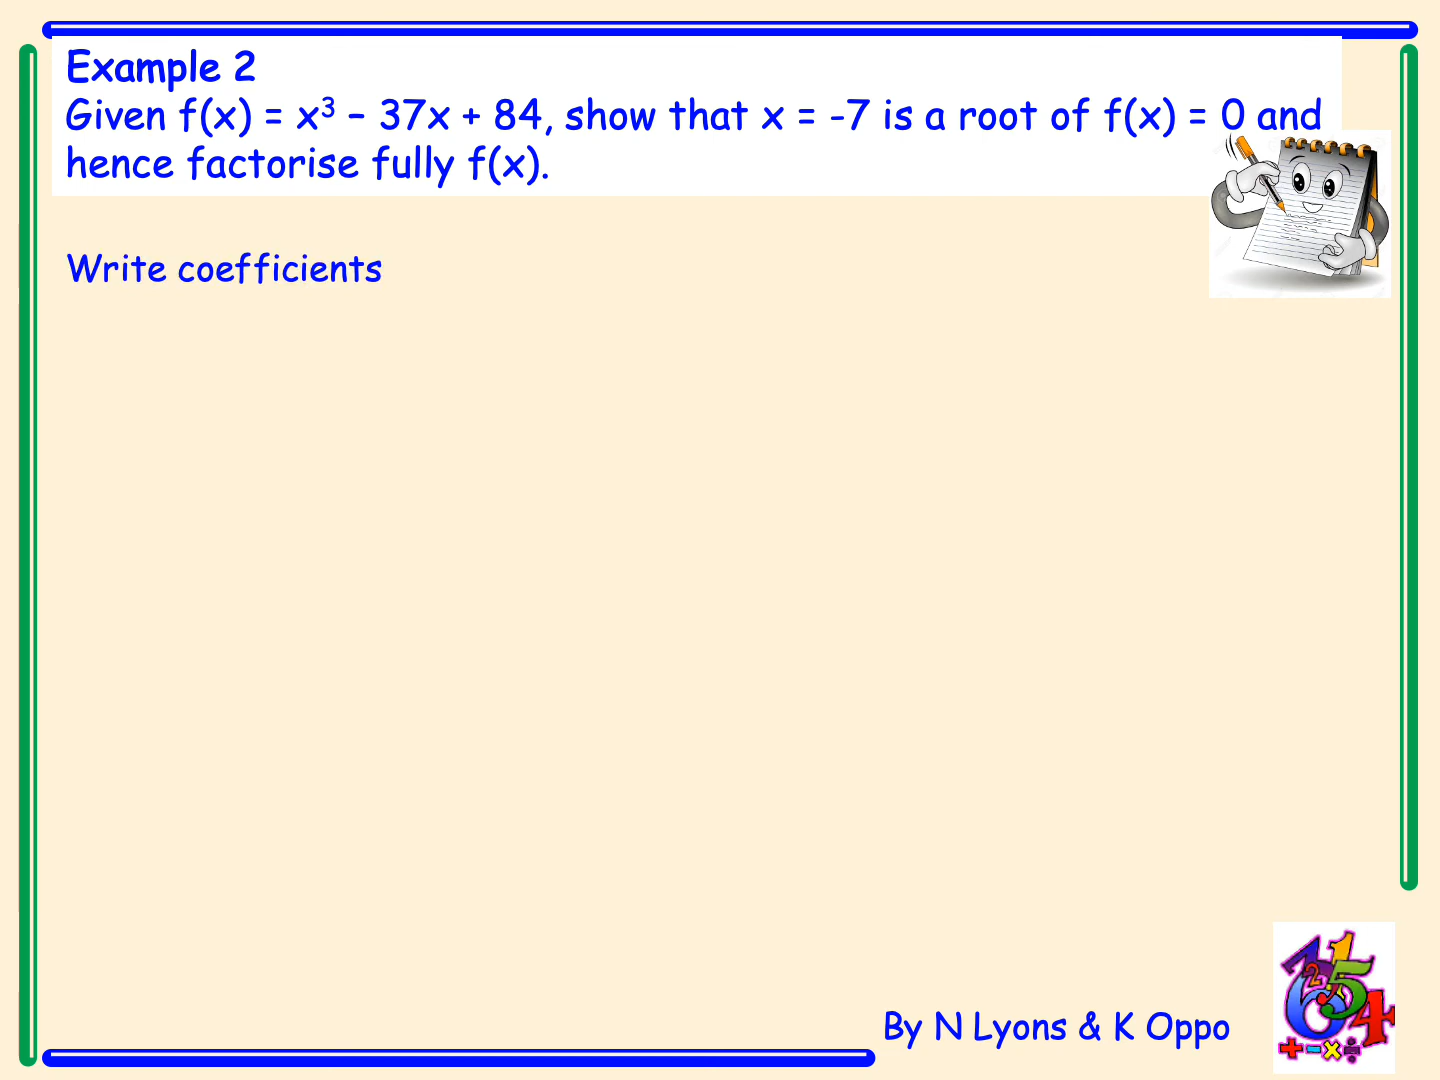 Example 2
Given f(x) = x³ – 37x + 84, show that x = -7 is a root of f(x) = 0 and
hence factorise fully f(x).
Write coefficients
By N Lyons & K Oppo